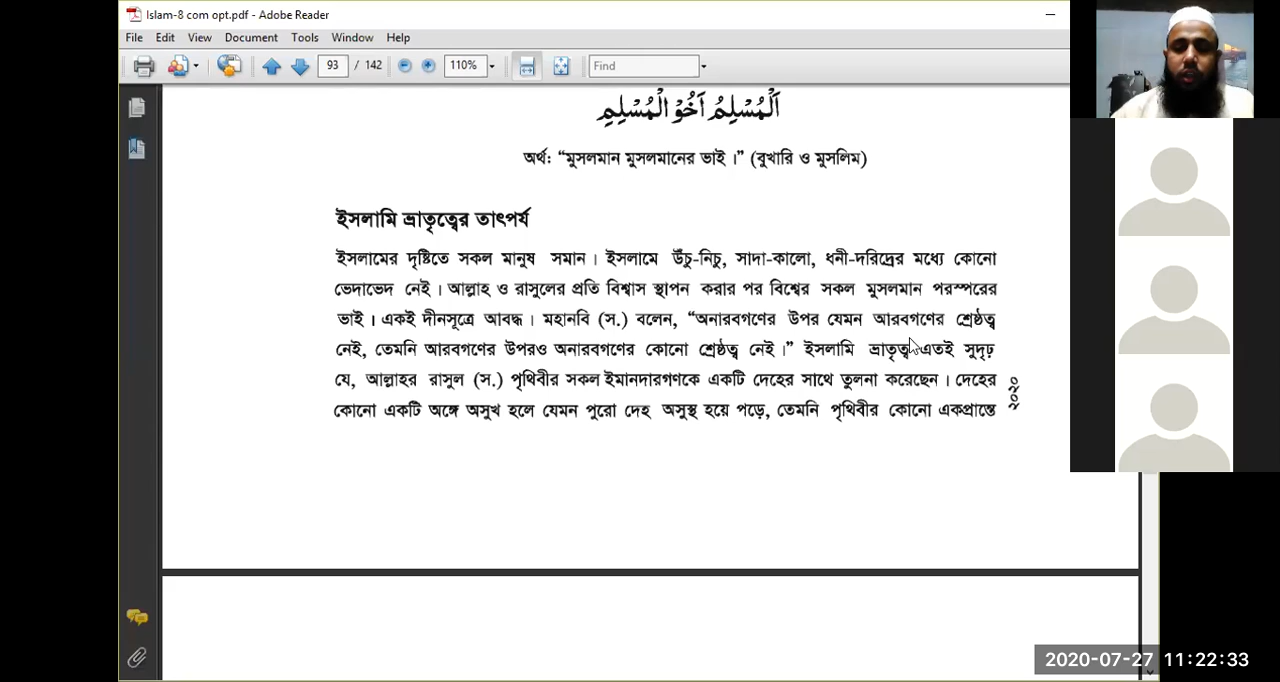 Islam-8 com opt.pdf - Adobe Reader
File Edit View Document Tools Window Help
93 / 142 110% Find
اَلْمُسْلِمُ اَخُوْ الْمُسْلِمِ
অর্থ: “মুসলমান মুসলমানের ভাই।” (বুখারি ও মুসলিম)
ইসলামি ভ্রাতৃত্বের তাৎপর্য
ইসলামের দৃষ্টিতে সকল মানুষ সমান। ইসলামে উঁচু-নিচু, সাদা-কালো, ধনী-দরিদ্রের মধ্যে কোনো
ভেদাভেদ নেই। আল্লাহ ও রাসুলের প্রতি বিশ্বাস স্থাপন করার পর বিশ্বের সকল মুসলমান পরস্পরের
ভাই। একই দীনসূত্রে আবদ্ধ। মহানবি (স.) বলেন, “অনারবগণের উপর যেমন আরবগণের শ্রেষ্ঠত্ব
নেই, তেমনি আরবগণের উপরও অনারবগণের কোনো শ্রেষ্ঠত্ব নেই।” ইসলামি ভ্রাতৃত্ব এতই সুদৃঢ়
যে, আল্লাহর রাসুল (স.) পৃথিবীর সকল ইমানদারগণকে একটি দেহের সাথে তুলনা করেছেন। দেহের
কোনো একটি অঙ্গে অসুখ হলে যেমন পুরো দেহ অসুস্থ হয়ে পড়ে, তেমনি পৃথিবীর কোনো একপ্রান্তে
২০২০
2020-07-27 11:22:33